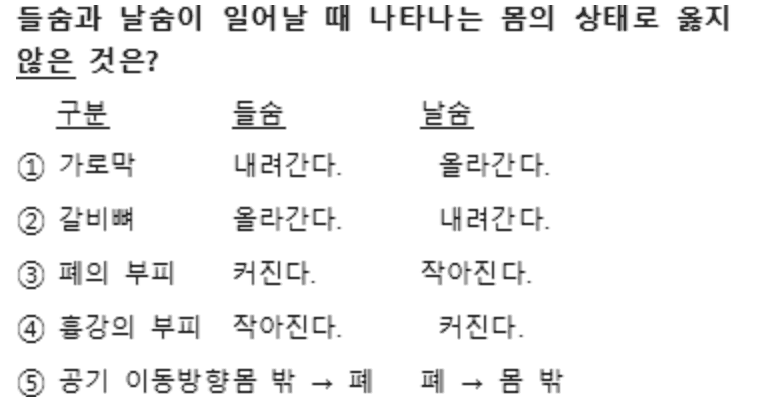 들숨과 날숨이 일어날 때 나타나는 몸의 상태로 옳지
않은 것은?
구분 들숨 날숨
① 가로막 내려간다. 올라간다.
② 갈비뼈 올라간다. 내려간다.
③ 폐의 부피 커진다. 작아진다.
④ 흉강의 부피 작아진다. 커진다.
⑤ 공기 이동방향몸 밖 → 폐 폐 → 몸 밖